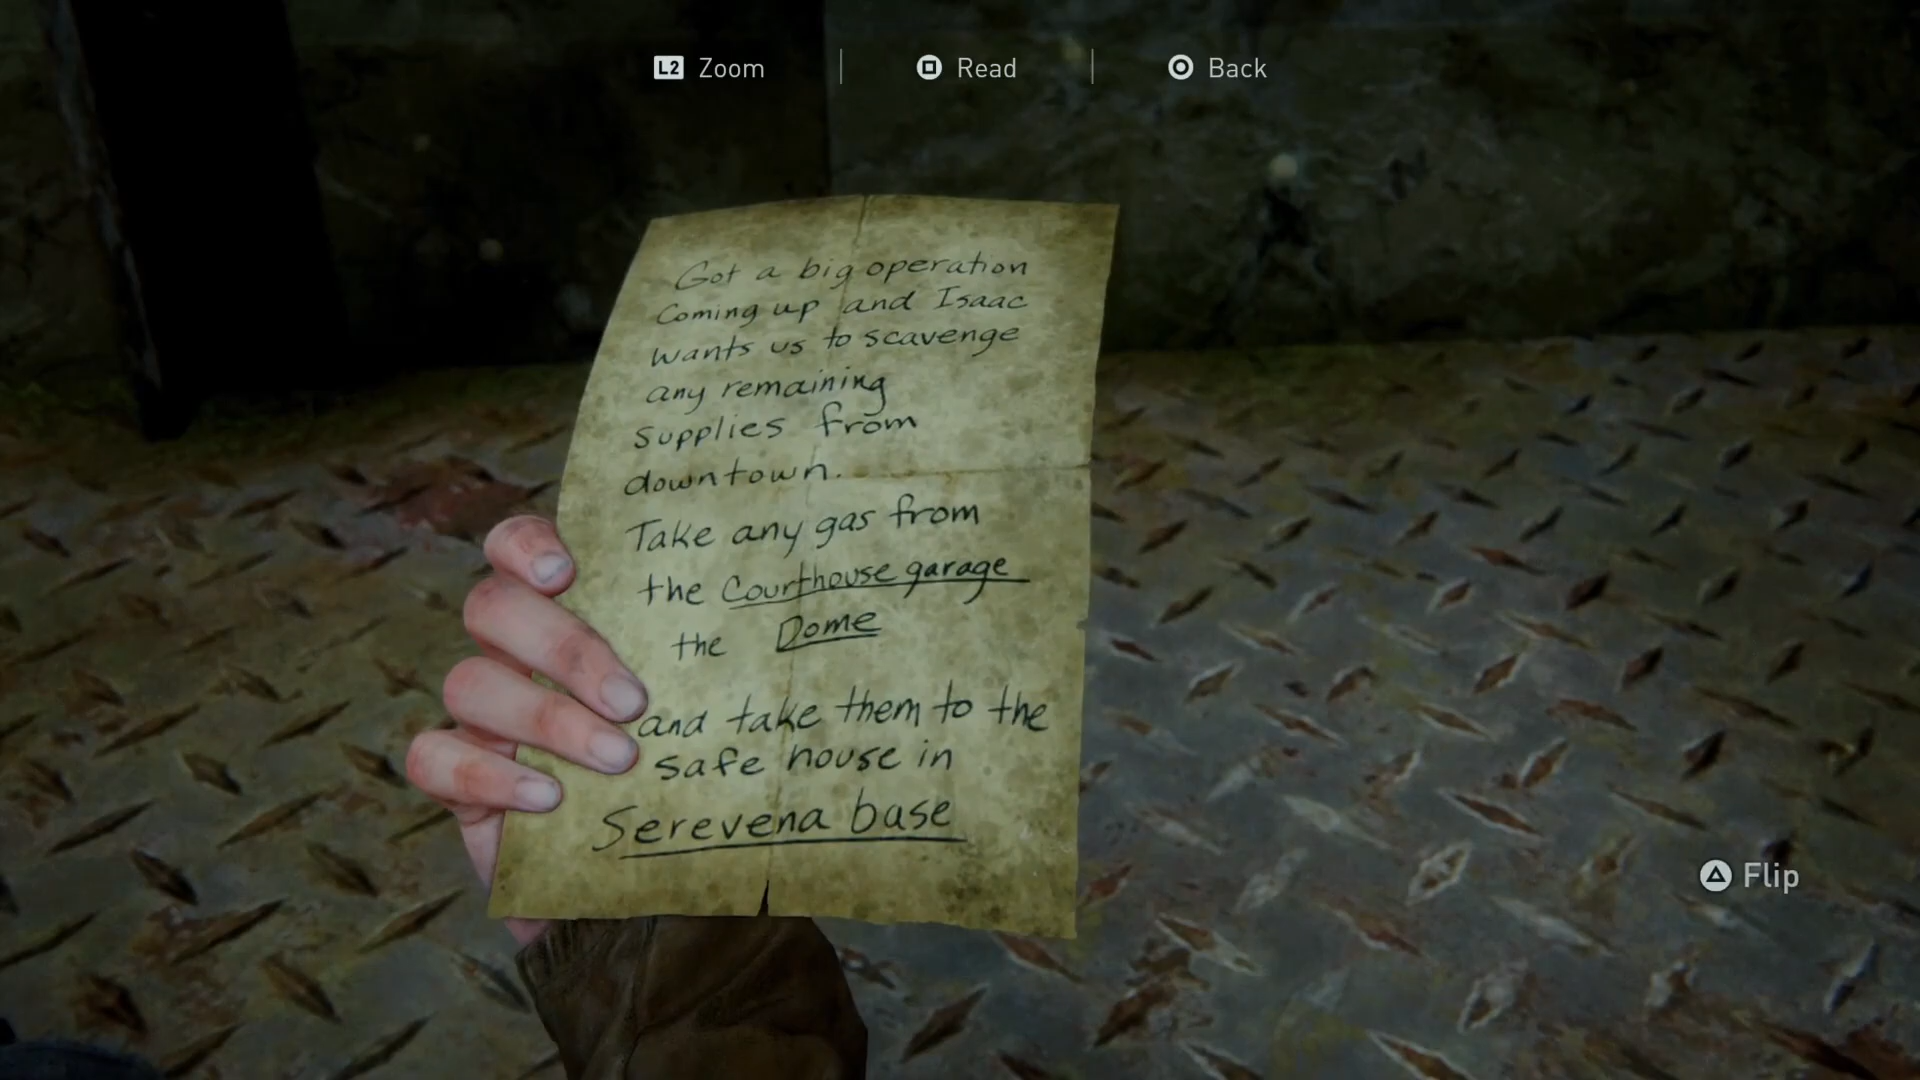 L2 Zoom
Read
Back
Got a big operation
Coming up and Isaac
wants us to scavenge
any remaining
supplies from
downtown.
Take any gas from
the Courthouse garage
the Dome
and take them to the
safe house in
Serevena base
Flip